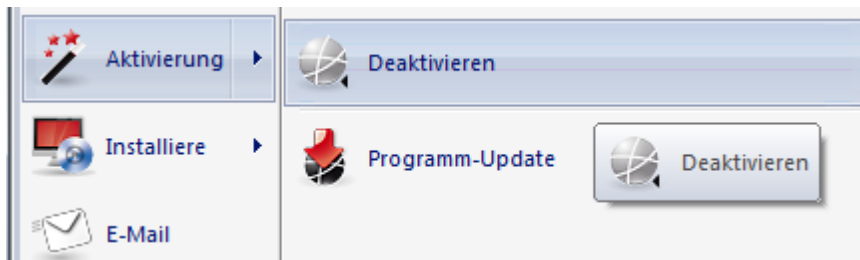 Aktivierung
Deaktivieren
Installiere
Programm-Update
Deaktivieren
E-Mail